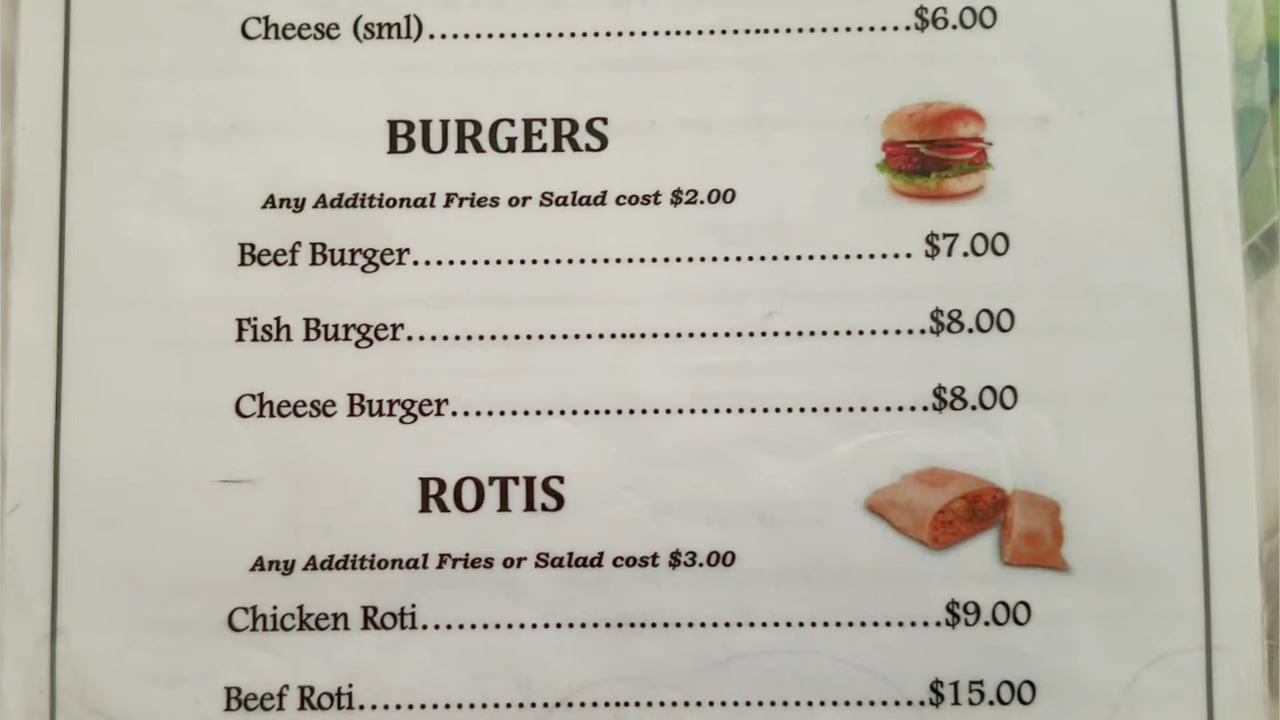 Cheese (sml)......................................................$6.00
BURGERS
Any Additional Fries or Salad cost $2.00
Beef Burger.......................................... $7.00
Fish Burger............................................$8.00
Cheese Burger........................................$8.00
ROTIS
Any Additional Fries or Salad cost $3.00
Chicken Roti............................................$9.00
Beef Roti................................................$15.00